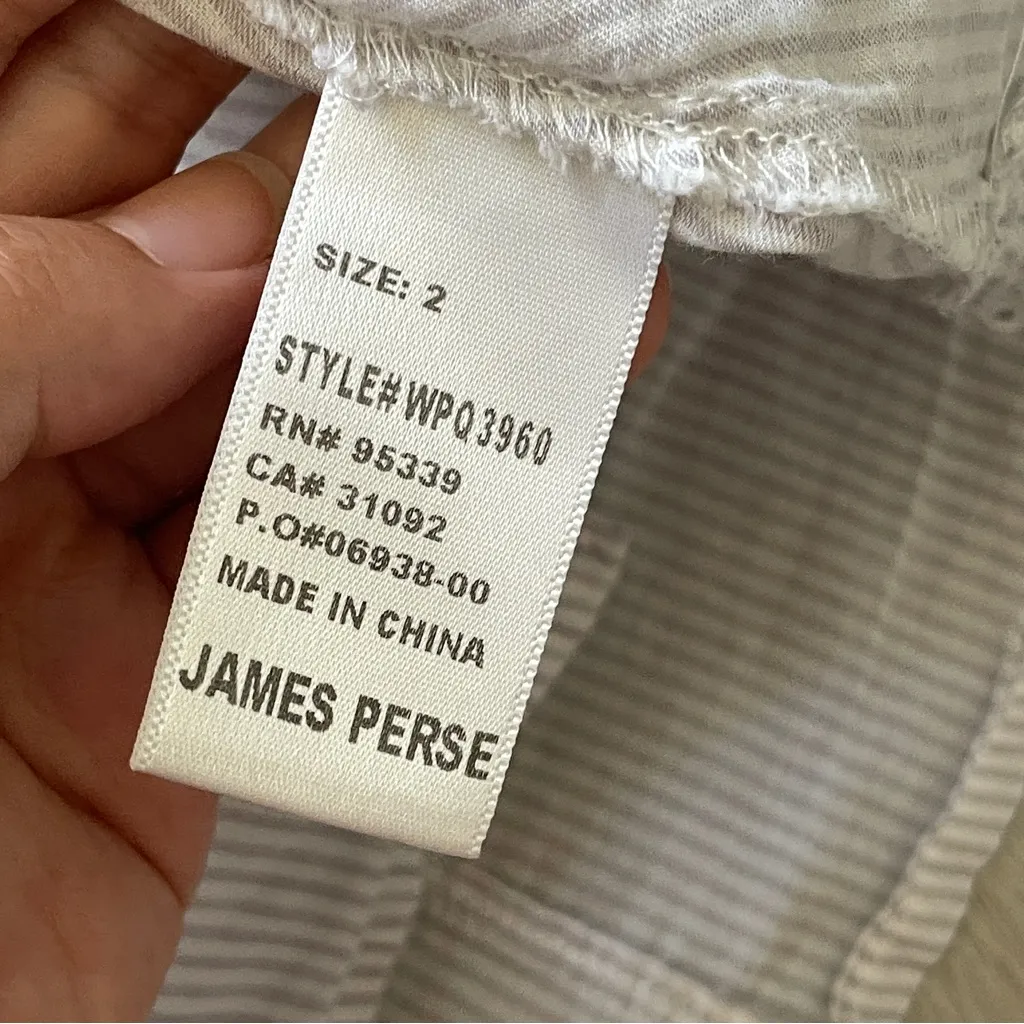 SIZE: 2
STYLE#WPQ3960
RN# 95339
CA# 31092
P.O#06938-00
MADE IN CHINA
JAMES PERSE